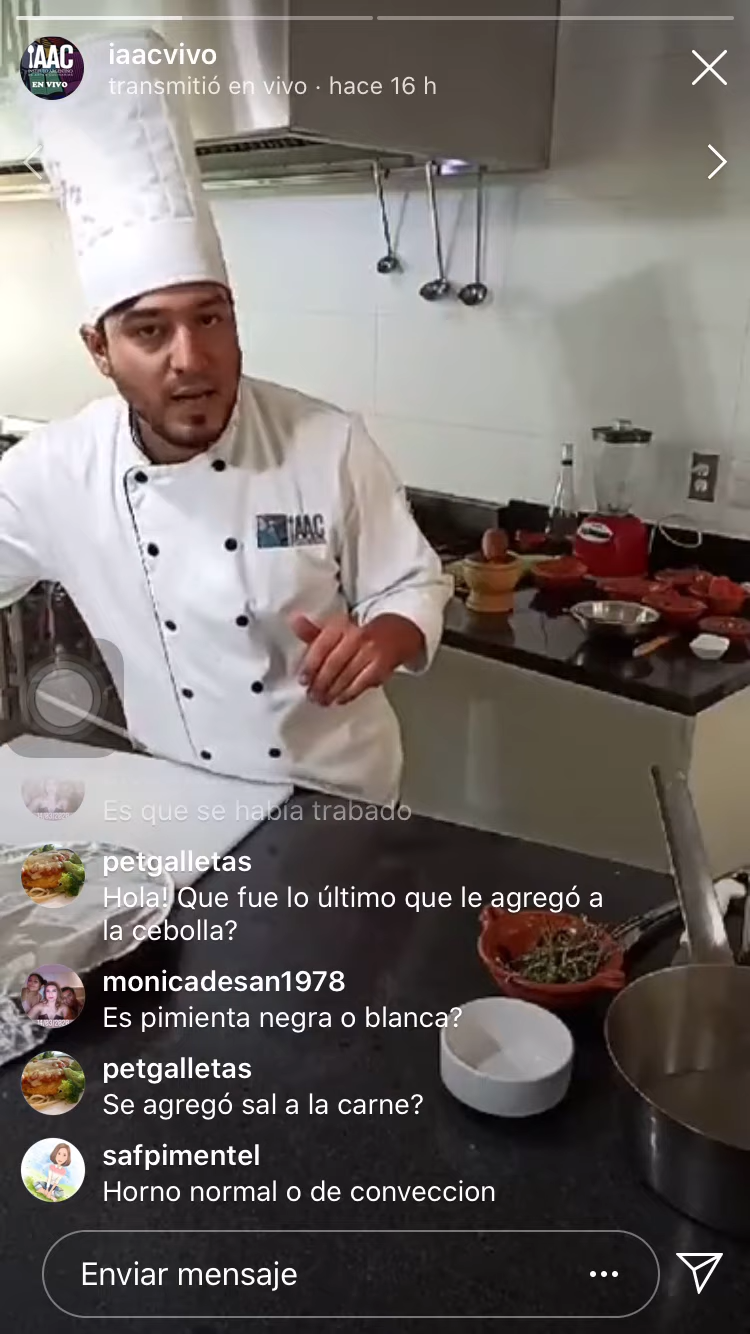 iAAC
EN VIVO
iaacvivo
transmitió en vivo · hace 16 h
iAAC
Es que se había trabado
petgalletas
Hola! Que fue lo último que le agregó a
la cebolla?
monicadesan1978
Es pimienta negra o blanca?
petgalletas
Se agregó sal a la carne?
safpimentel
Horno normal o de conveccion
Enviar mensaje